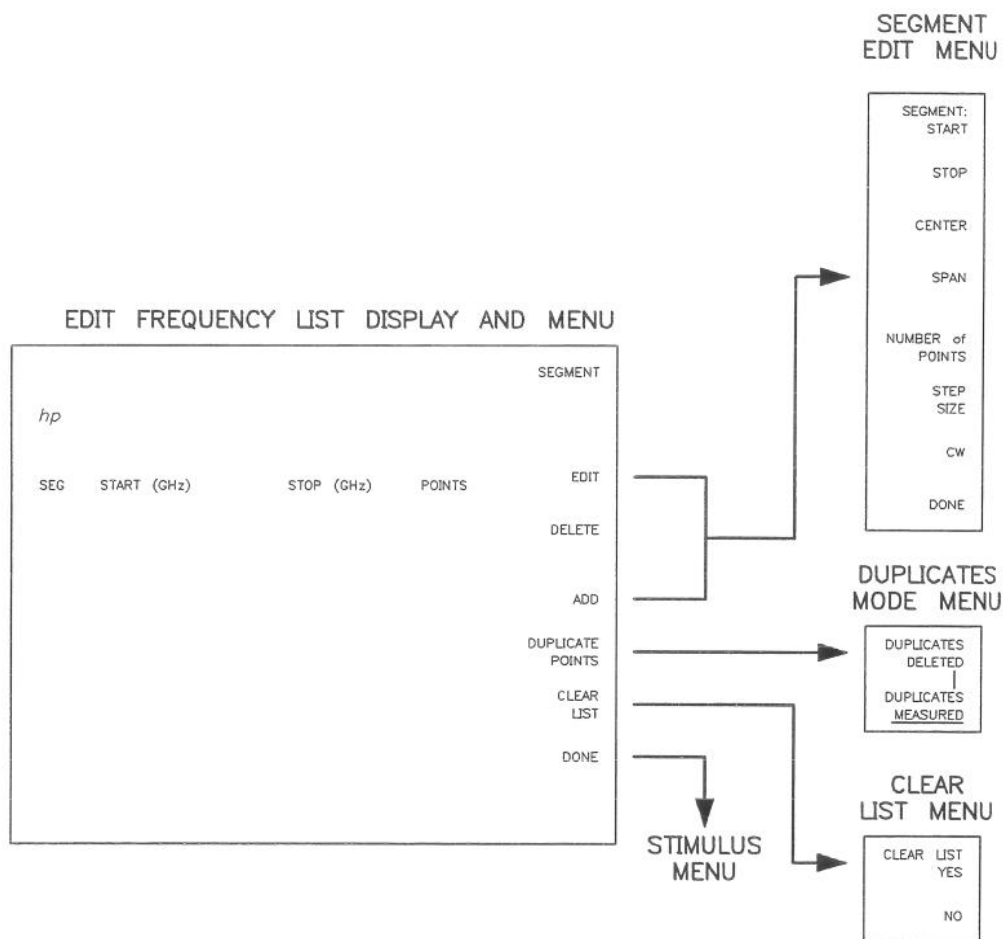 SEGMENT
EDIT MENU
SEGMENT:
START
STOP
CENTER
SPAN
NUMBER of
POINTS
STEP
SIZE
CW
DONE
EDIT FREQUENCY LIST DISPLAY AND MENU
SEGMENT
hp
SEG START (GHz) STOP (GHz) POINTS
EDIT
DELETE
ADD
DUPLICATE
POINTS
CLEAR
LIST
DONE
STIMULUS
MENU
DUPLICATES
MODE MENU
DUPLICATES
DELETED
DUPLICATES
MEASURED
CLEAR
LIST MENU
CLEAR LIST
YES
NO